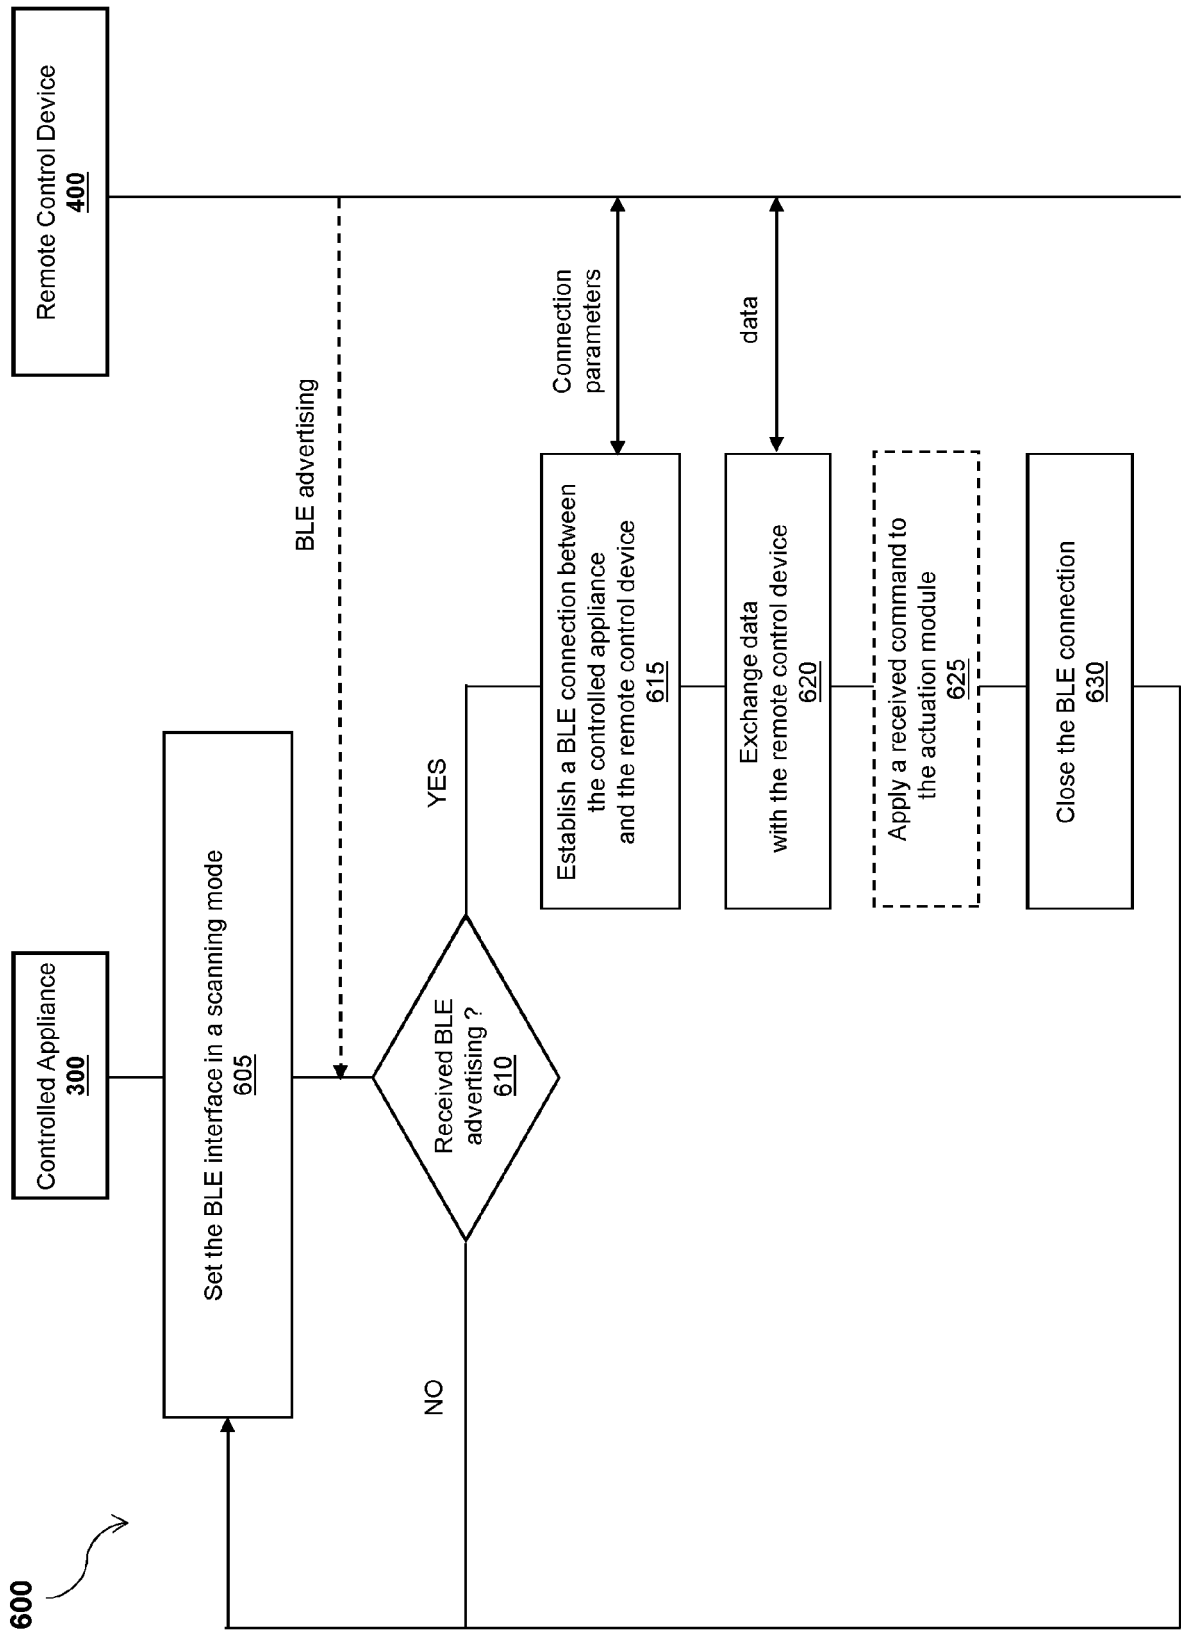 600
Controlled Appliance
300
Remote Control Device
400
Set the BLE interface in a scanning mode
605
BLE advertising
Received BLE
advertising ?
610
NO
YES
Establish a BLE connection between
the controlled appliance
and the remote control device
615
Connection
parameters
Exchange data
with the remote control device
620
data
Apply a received command to
the actuation module
625
Close the BLE connection
630